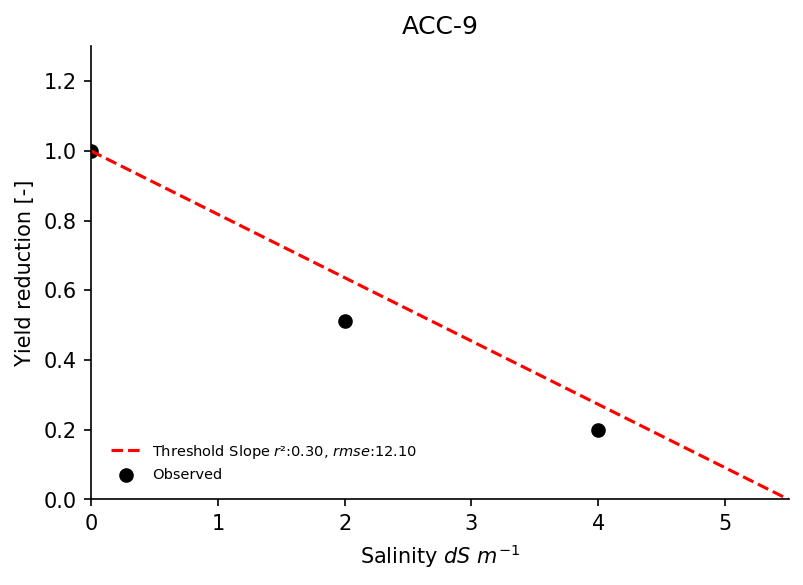 ACC-9
Yield reduction [-]
1.2
1.0
0.8
0.6
0.4
0.2
0.0
Threshold Slope r²:0.30, rmse:12.10
Observed
0 1 2 3 4 5
Salinity dS m⁻¹